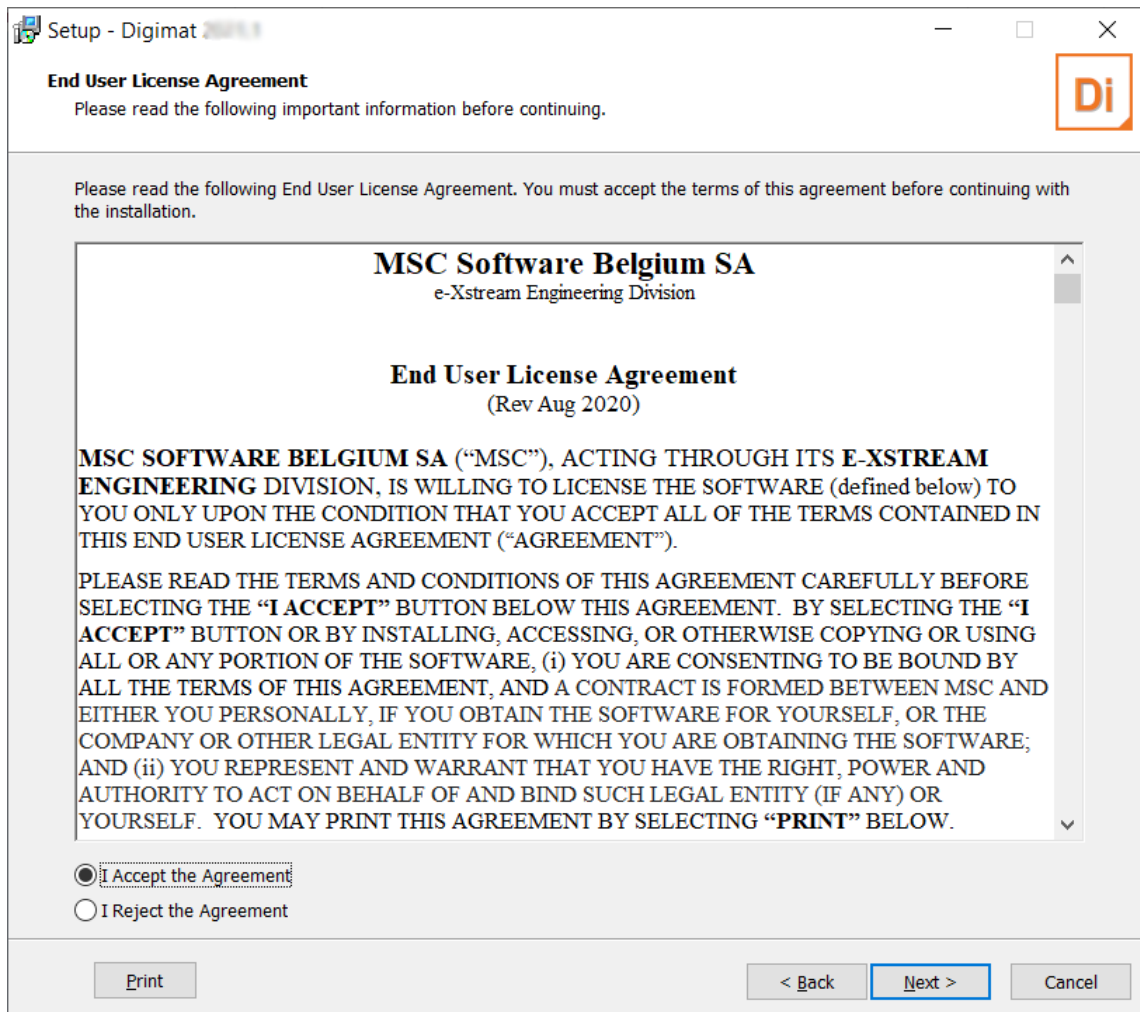 Setup - Digimat
End User License Agreement
Please read the following important information before continuing.
Di
Please read the following End User License Agreement. You must accept the terms of this agreement before continuing with
the installation.
MSC Software Belgium SA
e-Xstream Engineering Division
End User License Agreement
(Rev Aug 2020)
MSC SOFTWARE BELGIUM SA (“MSC”), ACTING THROUGH ITS E-XSTREAM
ENGINEERING DIVISION, IS WILLING TO LICENSE THE SOFTWARE (defined below) TO
YOU ONLY UPON THE CONDITION THAT YOU ACCEPT ALL OF THE TERMS CONTAINED IN
THIS END USER LICENSE AGREEMENT (“AGREEMENT”).
PLEASE READ THE TERMS AND CONDITIONS OF THIS AGREEMENT CAREFULLY BEFORE
SELECTING THE “I ACCEPT” BUTTON BELOW THIS AGREEMENT.  BY SELECTING THE “I
ACCEPT” BUTTON OR BY INSTALLING, ACCESSING, OR OTHERWISE COPYING OR USING
ALL OR ANY PORTION OF THE SOFTWARE, (i) YOU ARE CONSENTING TO BE BOUND BY
ALL THE TERMS OF THIS AGREEMENT, AND A CONTRACT IS FORMED BETWEEN MSC AND
EITHER YOU PERSONALLY, IF YOU OBTAIN THE SOFTWARE FOR YOURSELF, OR THE
COMPANY OR OTHER LEGAL ENTITY FOR WHICH YOU ARE OBTAINING THE SOFTWARE;
AND (ii) YOU REPRESENT AND WARRANT THAT YOU HAVE THE RIGHT, POWER AND
AUTHORITY TO ACT ON BEHALF OF AND BIND SUCH LEGAL ENTITY (IF ANY) OR
YOURSELF.  YOU MAY PRINT THIS AGREEMENT BY SELECTING “PRINT” BELOW.
I Accept the Agreement
I Reject the Agreement
Print
< Back
Next >
Cancel